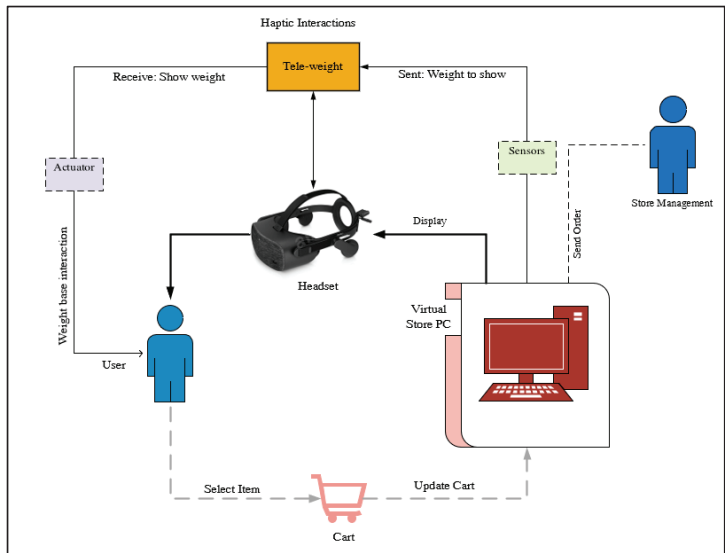 Haptic Interactions
Tele-weight
Receive: Show weight
Sent: Weight to show
Actuator
Sensors
Store Management
Send Order
Display
Weight base interaction
Headset
Virtual
Store PC
User
Select Item
Update Cart
Cart